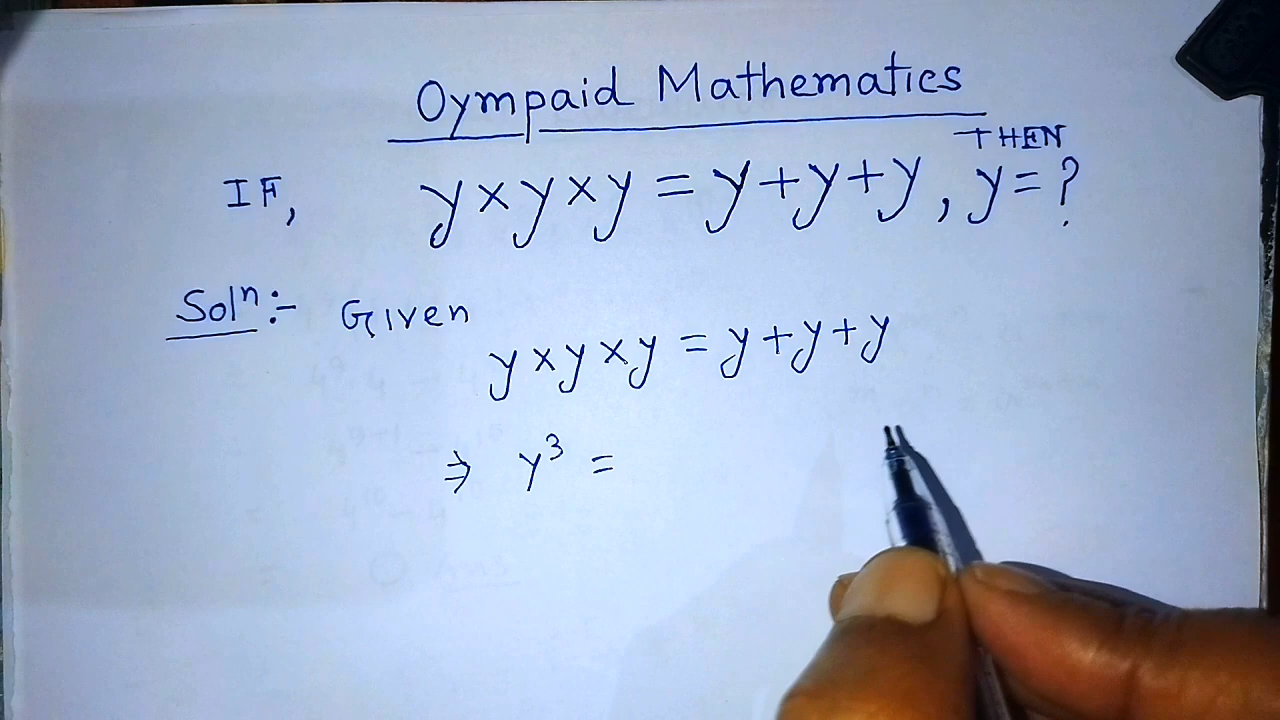 Oympaid Mathematics
IF, y×y×y = y+y+y, THEN y=?
Solⁿ:- Given
y×y×y = y+y+y
⇒ y³ =